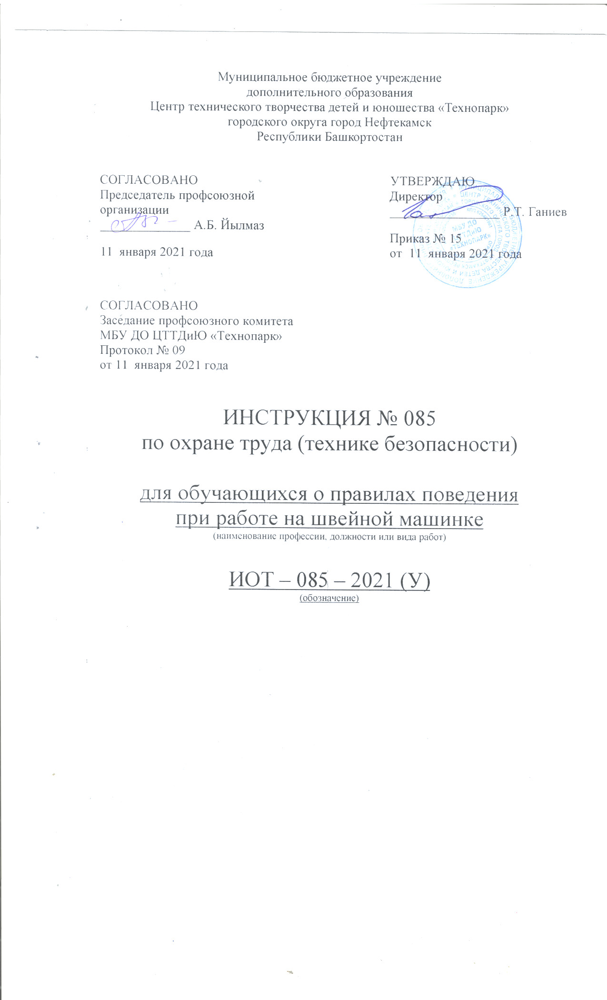 Муниципальное бюджетное учреждение
дополнительного образования
Центр технического творчества детей и юношества «Технопарк»
городского округа город Нефтекамск
Республики Башкортостан
СОГЛАСОВАНО
Председатель профсоюзной
организации
А.Б. Йылмаз
11 января 2021 года
УТВЕРЖДАЮ
Директор
Р.Т. Ганиев
Приказ № 15
от 11 января 2021 года
МБУ ДО
ЦТТДиЮ
«ТЕХНОПАРК»
СОГЛАСОВАНО
Заседание профсоюзного комитета
МБУ ДО ЦТТДиЮ «Технопарк»
Протокол № 09
от 11 января 2021 года
ИНСТРУКЦИЯ № 085
по охране труда (технике безопасности)
для обучающихся о правилах поведения
при работе на швейной машинке
(наименование профессии, должности или вида работ)
ИОТ – 085 – 2021 (У)
(обозначение)